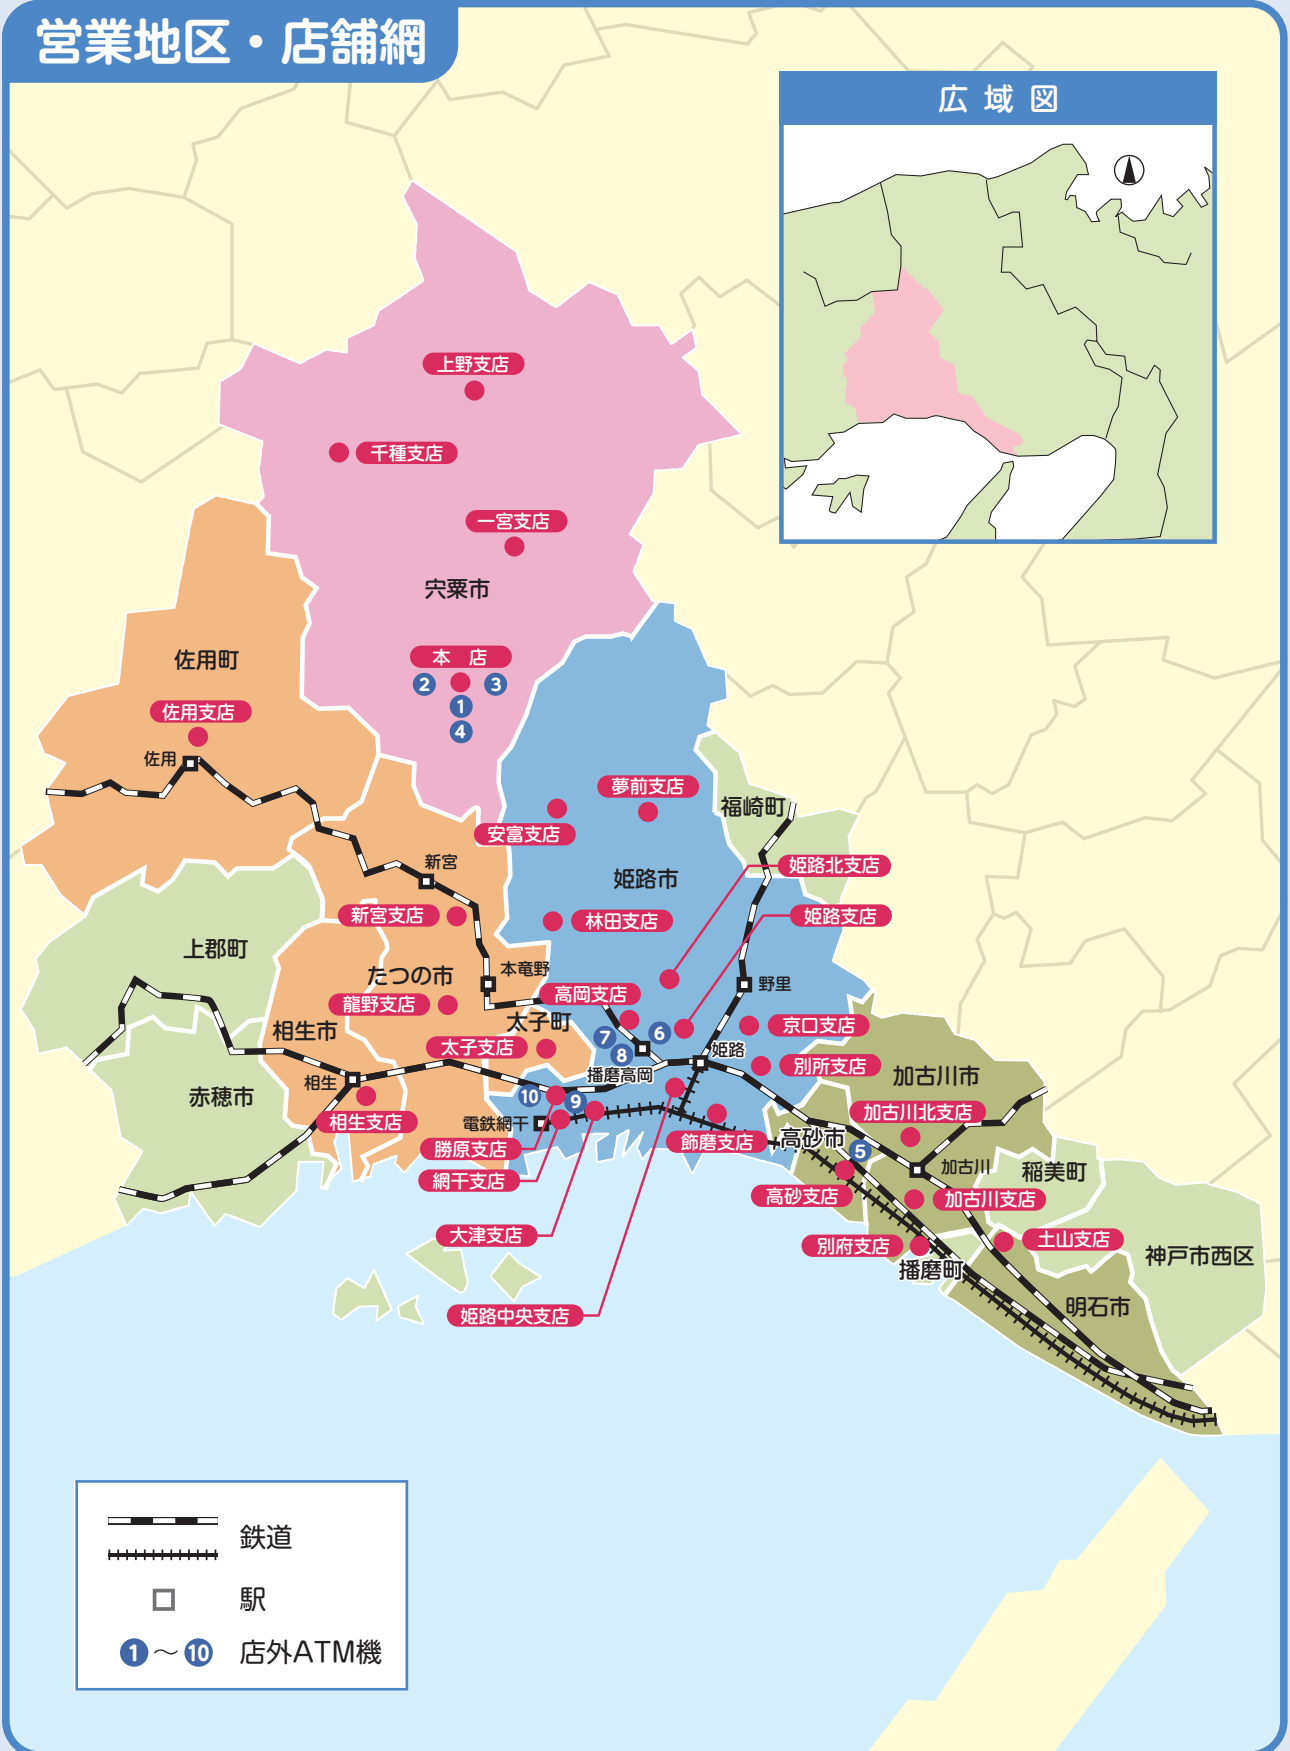 営業地区・店舗網
広域図
上野支店
千種支店
一宮支店
宍粟市
本　店
2
3
1
4
佐用町
佐用支店
佐用
夢前支店
福崎町
安富支店
新宮
姫路市
姫路北支店
新宮支店
林田支店
姫路支店
上郡町
たつの市
本竜野
野里
龍野支店
高岡支店
相生市
太子町
京口支店
太子支店
7
6
8
姫路
別所支店
播磨高岡
加古川市
相生
赤穂市
10
9
相生支店
電鉄網干
加古川北支店
勝原支店
飾磨支店
高砂市
5
網干支店
加古川
稲美町
高砂支店
加古川支店
大津支店
別府支店
土山支店
播磨町
神戸市西区
姫路中央支店
明石市
鉄道
駅
1～10 店外ATM機